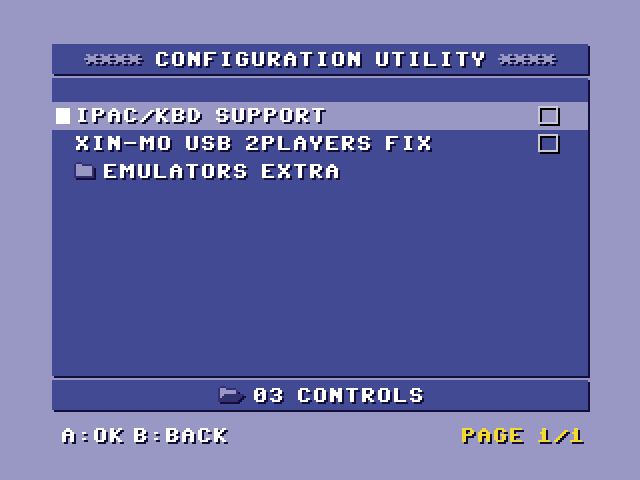 **** CONFIGURATION UTILITY ****
IPAC/KBD SUPPORT
XIN-MO USB 2PLAYERS FIX
EMULATORS EXTRA
03 CONTROLS
A:OK B:BACK PAGE 1/1